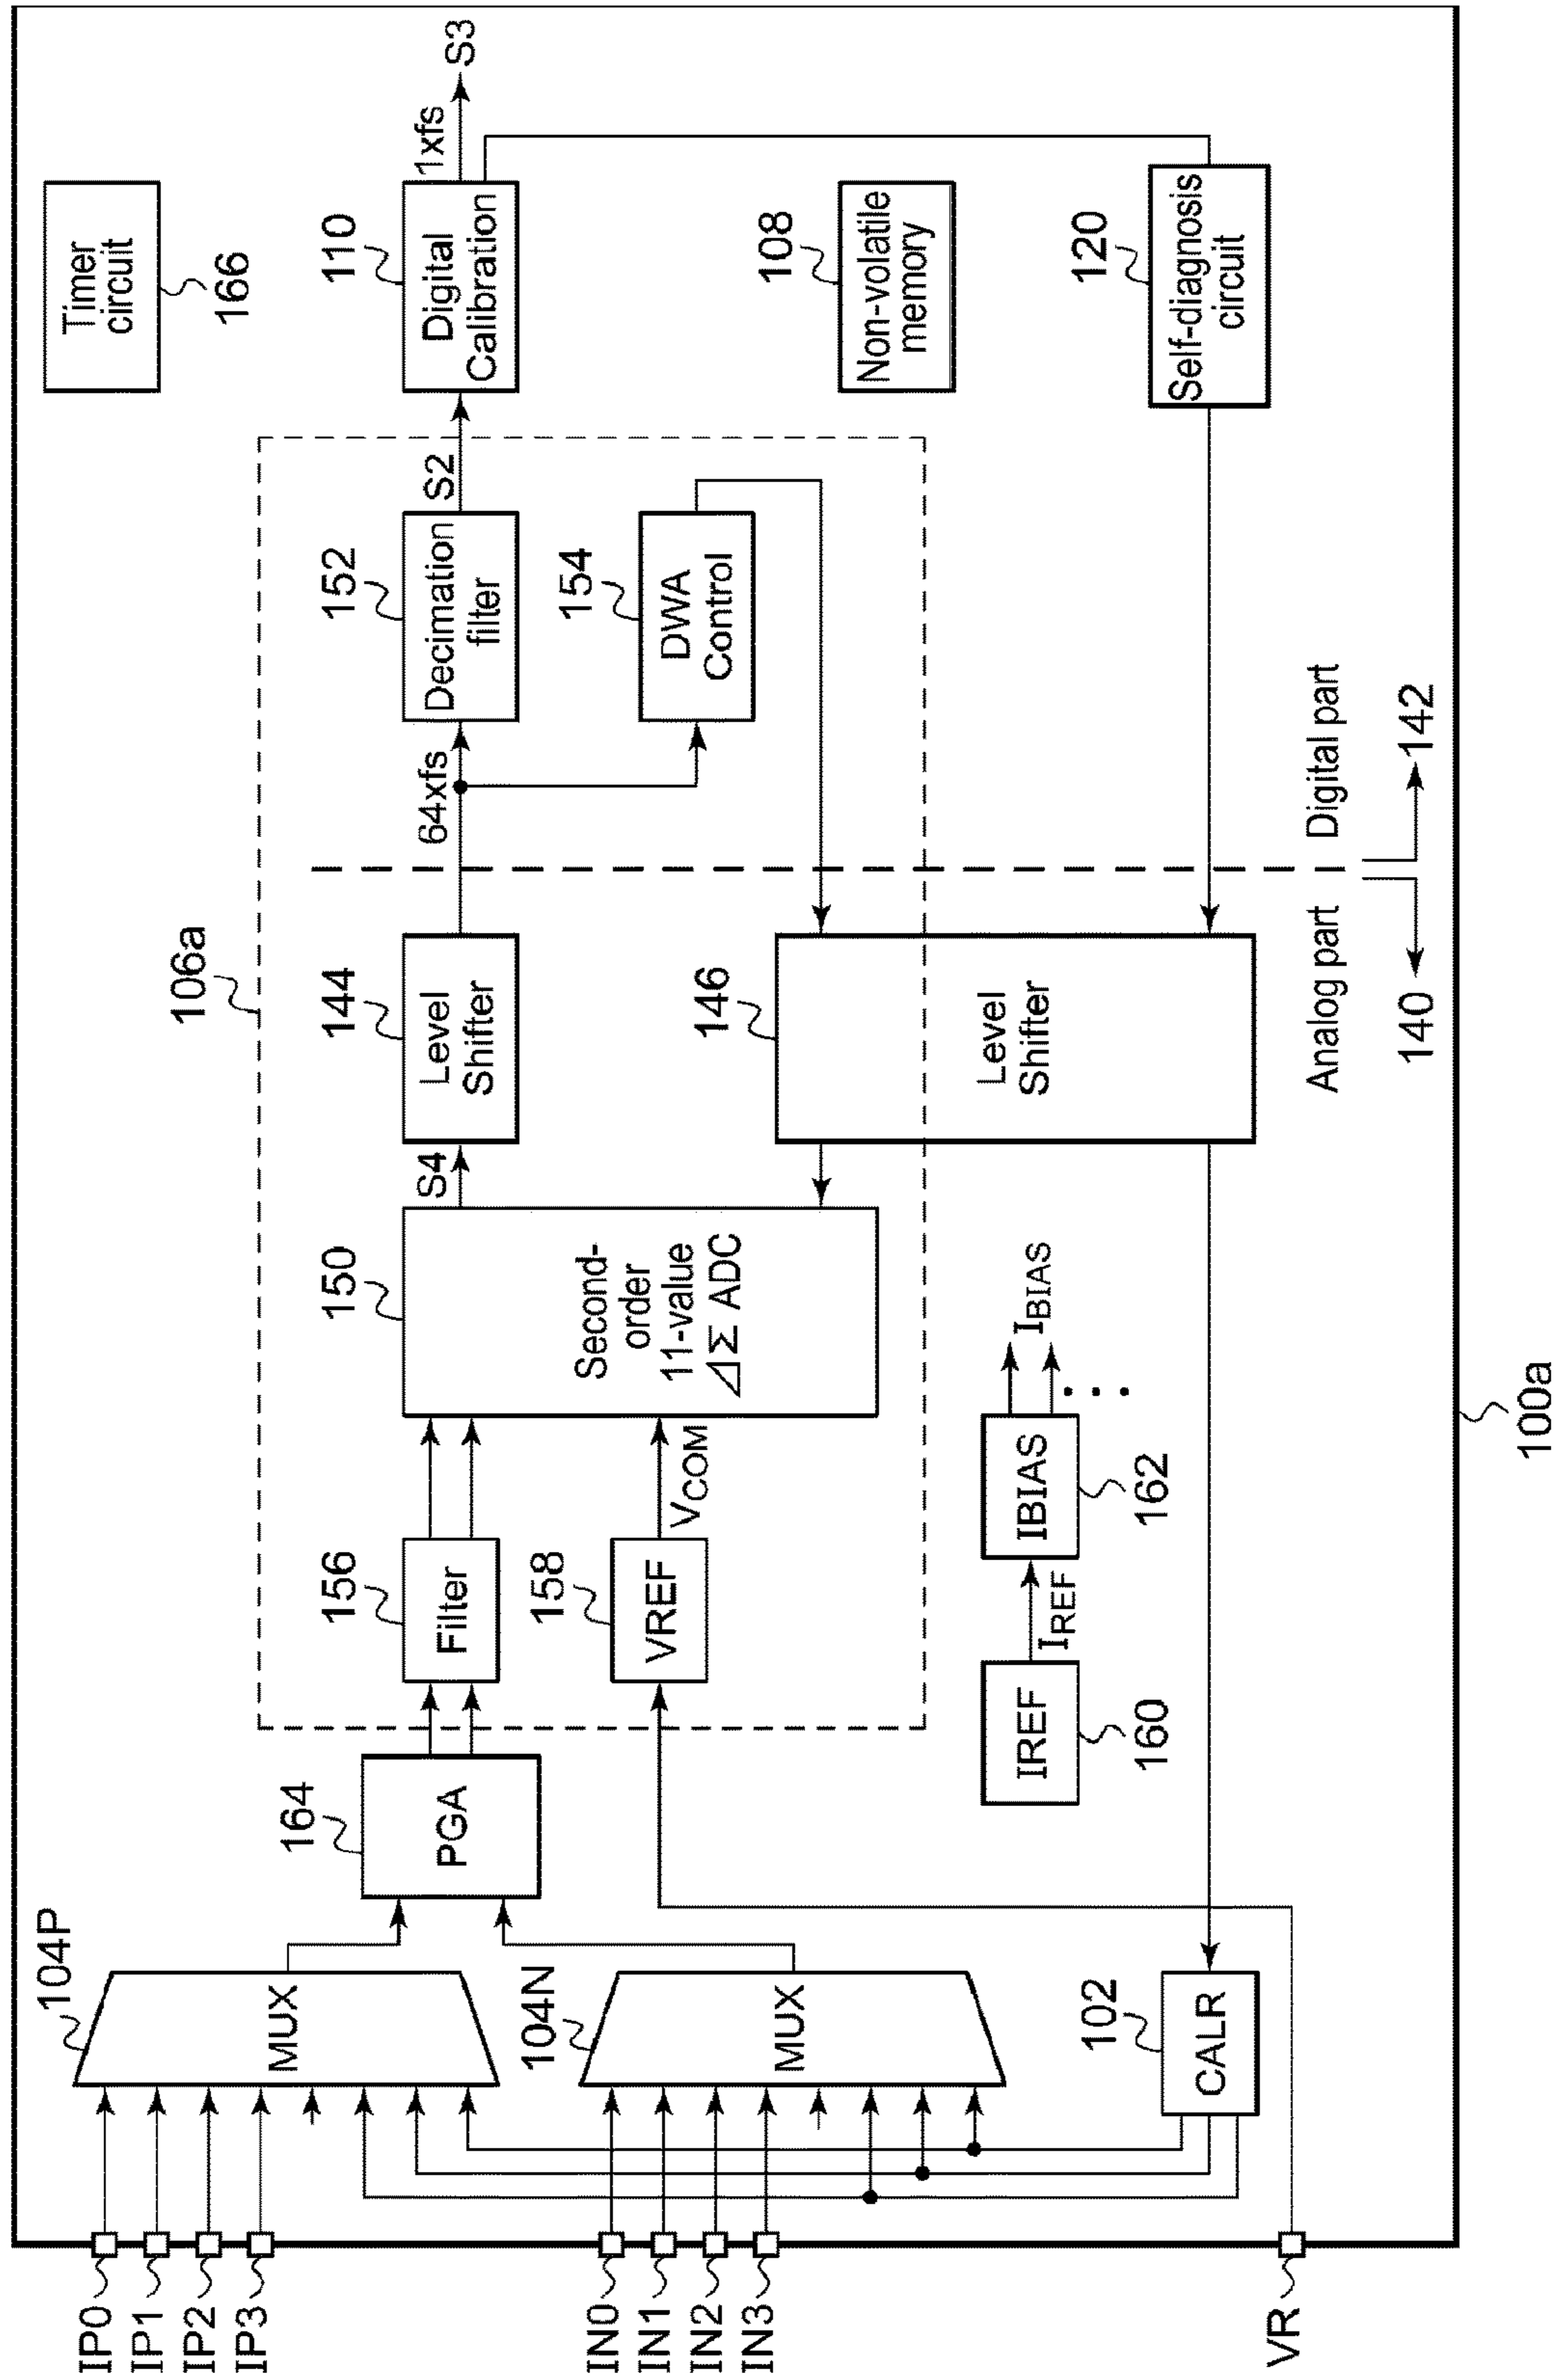 IP0
IP1
IP2
IP3
IN0
IN1
IN2
IN3
VR
104P
MUX
104N
MUX
102
CALR
164
PGA
106a
156
Filter
158
VREF
VCOM
150
Second-
order
11-value
ΔΣ ADC
S4
144
Level
Shifter
146
Level
Shifter
64xfs
152
Decimation
filter
S2
154
DWA
Control
110
Digital
Calibration
1xfs
S3
Timer
circuit
166
108
Non-volatile
memory
120
Self-diagnosis
circuit
IREF
160
IREF
IBIAS
162
IBIAS
...
Analog part
140
Digital part
142
100a